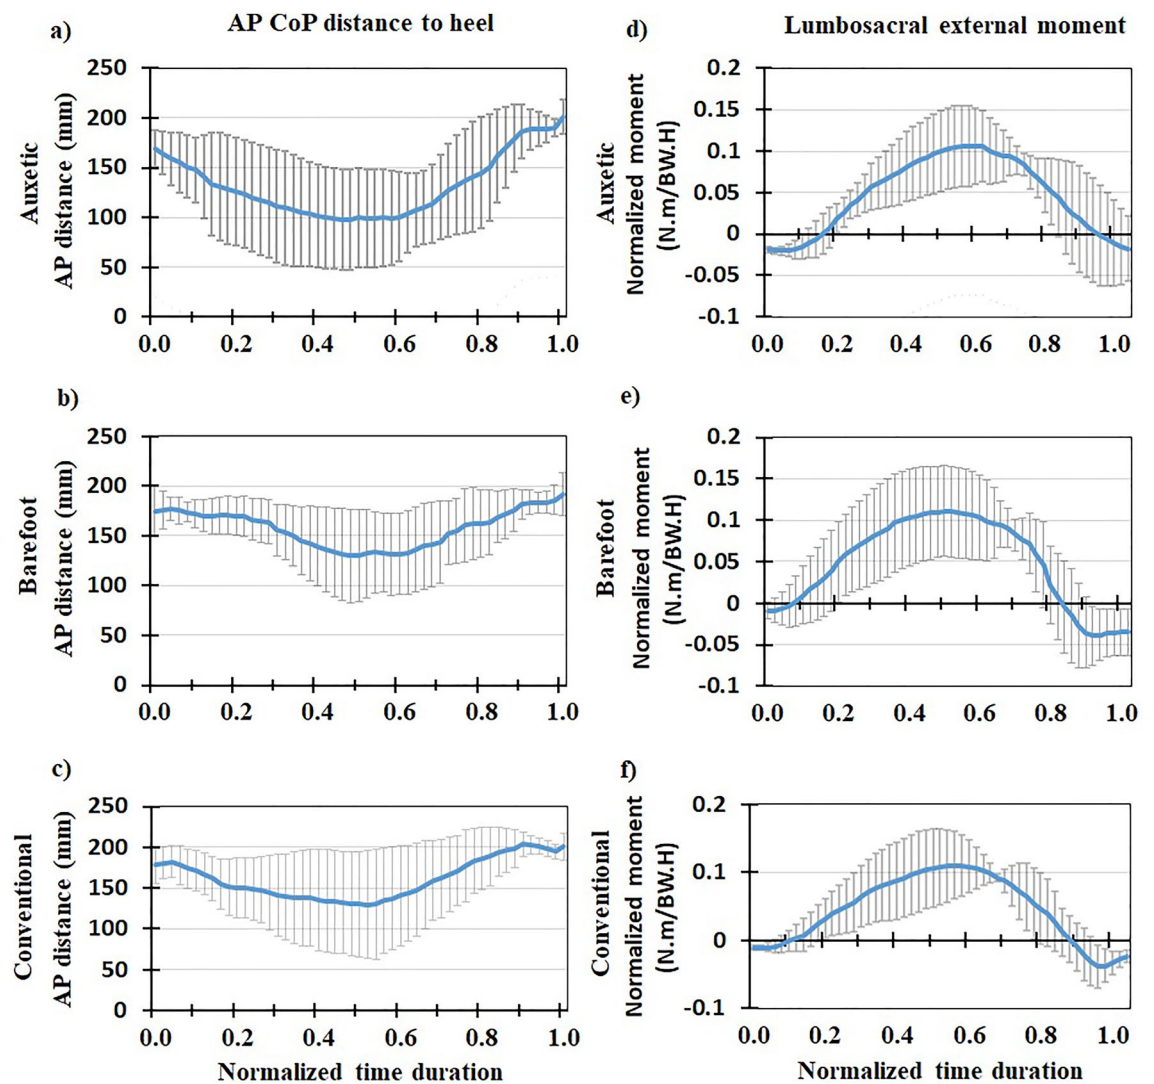 a)
AP CoP distance to heel
Auxetic
AP distance (mm)
250
200
150
100
50
0
0.0 0.2 0.4 0.6 0.8 1.0
d)
Lumbosacral external moment
Auxetic
Normalized moment
(N.m/BW.H)
0.2
0.15
0.1
0.05
0
-0.05
-0.1
0.0 0.2 0.4 0.6 0.8 1.0
b)
Barefoot
AP distance (mm)
250
200
150
100
50
0
0.0 0.2 0.4 0.6 0.8 1.0
e)
Barefoot
Normalized moment
(N.m/BW.H)
0.2
0.15
0.1
0.05
0
-0.05
-0.1
0.0 0.2 0.4 0.6 0.8 1.0
c)
Conventional
AP distance (mm)
250
200
150
100
50
0
0.0 0.2 0.4 0.6 0.8 1.0
Normalized time duration
f)
Conventional
Normalized moment
(N.m/BW.H)
0.2
0.1
0
-0.1
0.0 0.2 0.4 0.6 0.8 1.0
Normalized time duration